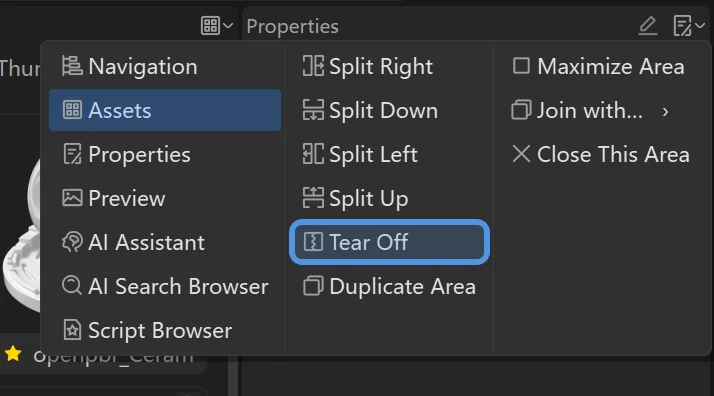 Properties
Thur
Navigation
Assets
Properties
Preview
AI Assistant
AI Search Browser
Script Browser
Split Right
Split Down
Split Left
Split Up
Tear Off
Duplicate Area
Maximize Area
Join with...
Close This Area
openpbr_Ceram